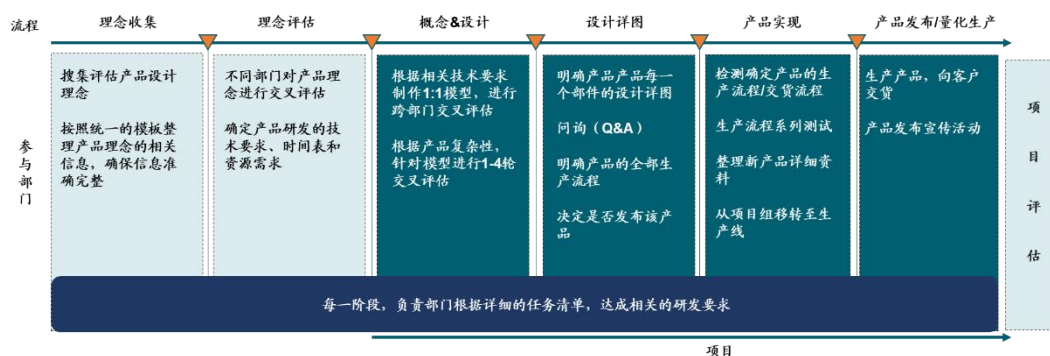 流程
理念收集
理念评估
概念&设计
设计详图
产品实现
产品发布/量化生产
参与部门
搜集评估产品设计
理念
按照统一的模板整
理产品理念的相关
信息，确保信息准
确完整
不同部门对产品理
念进行交叉评估
确定产品研发的技
术要求、时间表和
资源需求
根据相关技术要求
制作1:1模型，进行
跨部门交叉评估
根据产品复杂性，
针对模型进行1-4轮
交叉评估
明确产品产品每一
个部件的设计详图
问询（Q&A）
明确产品的全部生
产流程
决定是否发布该产
品
检测确定产品的生
产流程/交货流程
生产流程系列测试
整理新产品详细资
料
从项目组移转至生
产线
生产产品，向客户
交货
产品发布宣传活动
项目评估
每一阶段，负责部门根据详细的任务清单，达成相关的研发要求
项目